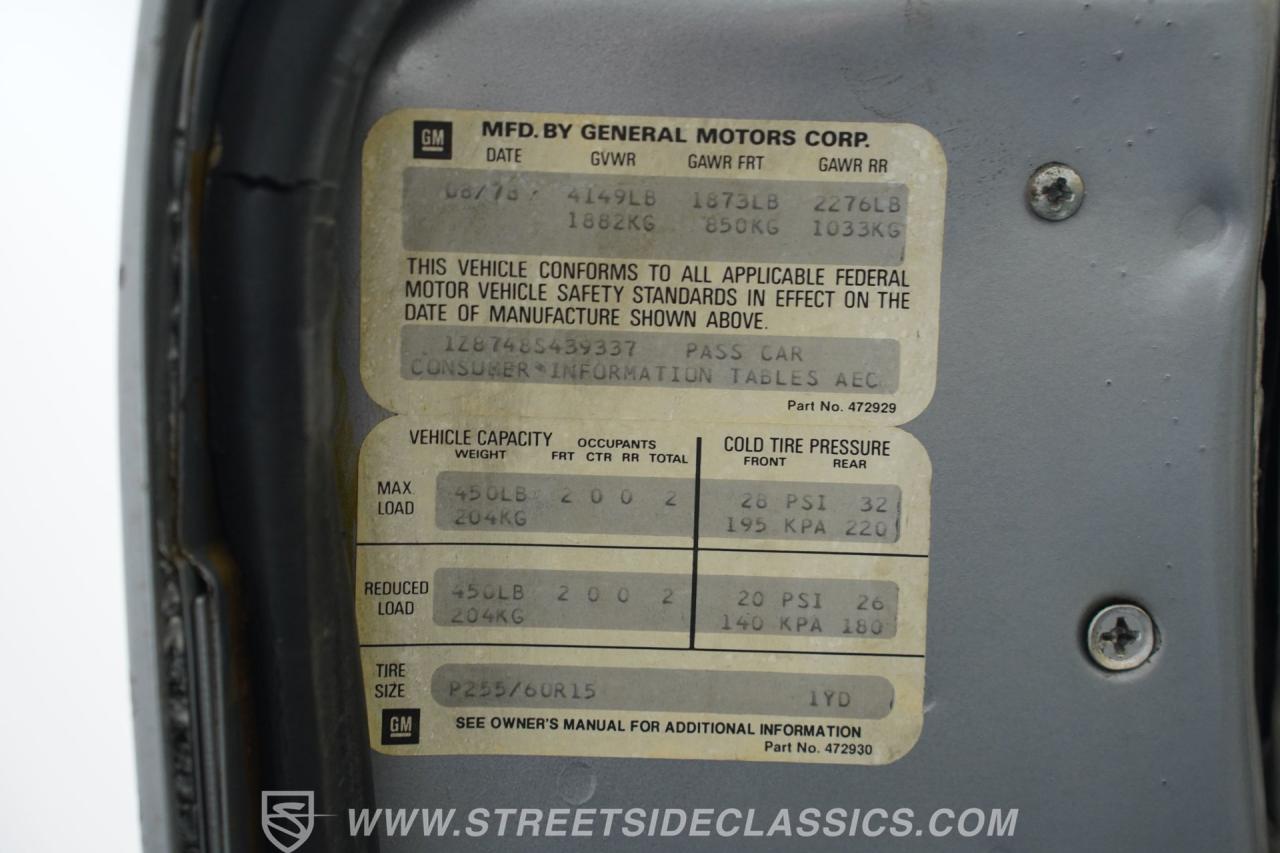 GM MFD. BY GENERAL MOTORS CORP.
DATE GVWR GAWR FRT GAWR RR
08/78 4149LB 1873LB 2276LB
1882KG 850KG 1033KG
THIS VEHICLE CONFORMS TO ALL APPLICABLE FEDERAL
MOTOR VEHICLE SAFETY STANDARDS IN EFFECT ON THE
DATE OF MANUFACTURE SHOWN ABOVE.
1Z8748S439337 PASS CAR
CONSUMER INFORMATION TABLES AEC
Part No. 472929
VEHICLE CAPACITY OCCUPANTS COLD TIRE PRESSURE
WEIGHT FRT CTR RR TOTAL FRONT REAR
MAX. LOAD 450LB 2 0 0 2 28 PSI 32
204KG 195 KPA 220
REDUCED LOAD 450LB 2 0 0 2 20 PSI 26
204KG 140 KPA 180
TIRE SIZE P255/60R15 1YD
GM SEE OWNER'S MANUAL FOR ADDITIONAL INFORMATION
Part No. 472930
WWW.STREETSIDECLASSICS.COM